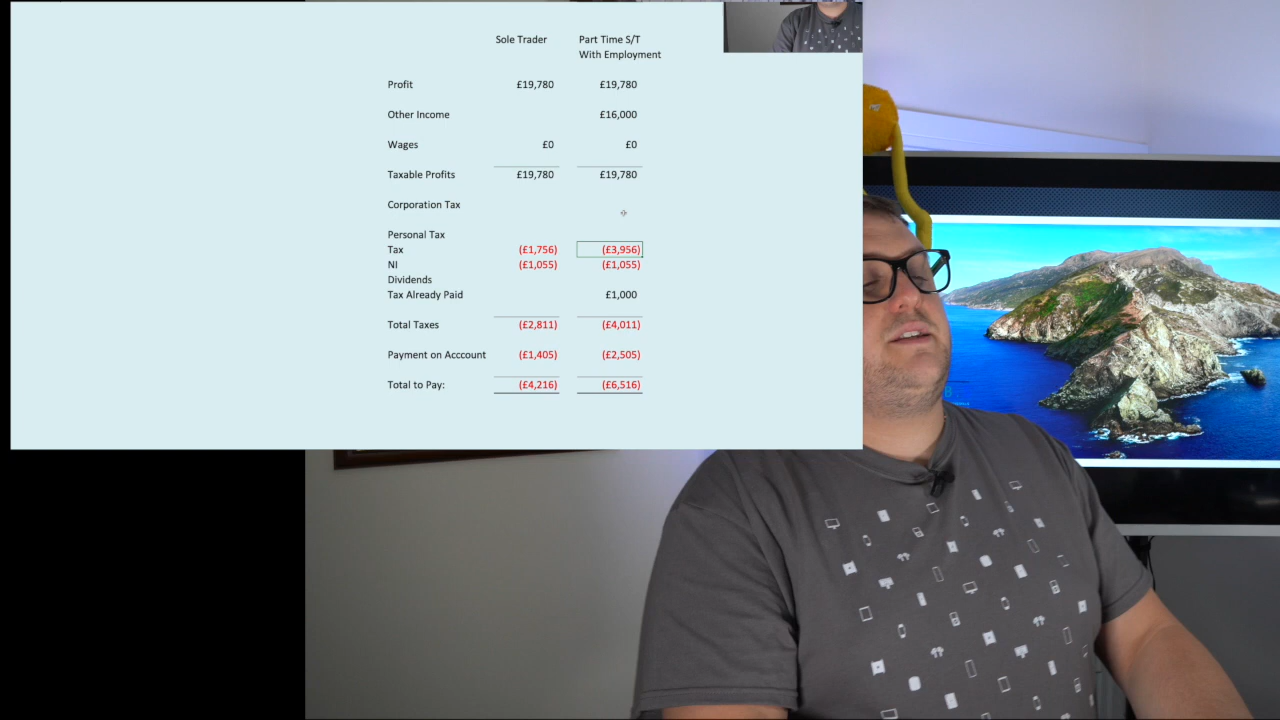 Sole Trader Part Time S/T
With Employment
Profit £19,780 £19,780
Other Income £16,000
Wages £0 £0
Taxable Profits £19,780 £19,780
Corporation Tax
Personal Tax
Tax (£1,756) (£3,956)
NI (£1,055) (£1,055)
Dividends
Tax Already Paid £1,000
Total Taxes (£2,811) (£4,011)
Payment on Acccount (£1,405) (£2,505)
Total to Pay: (£4,216) (£6,516)